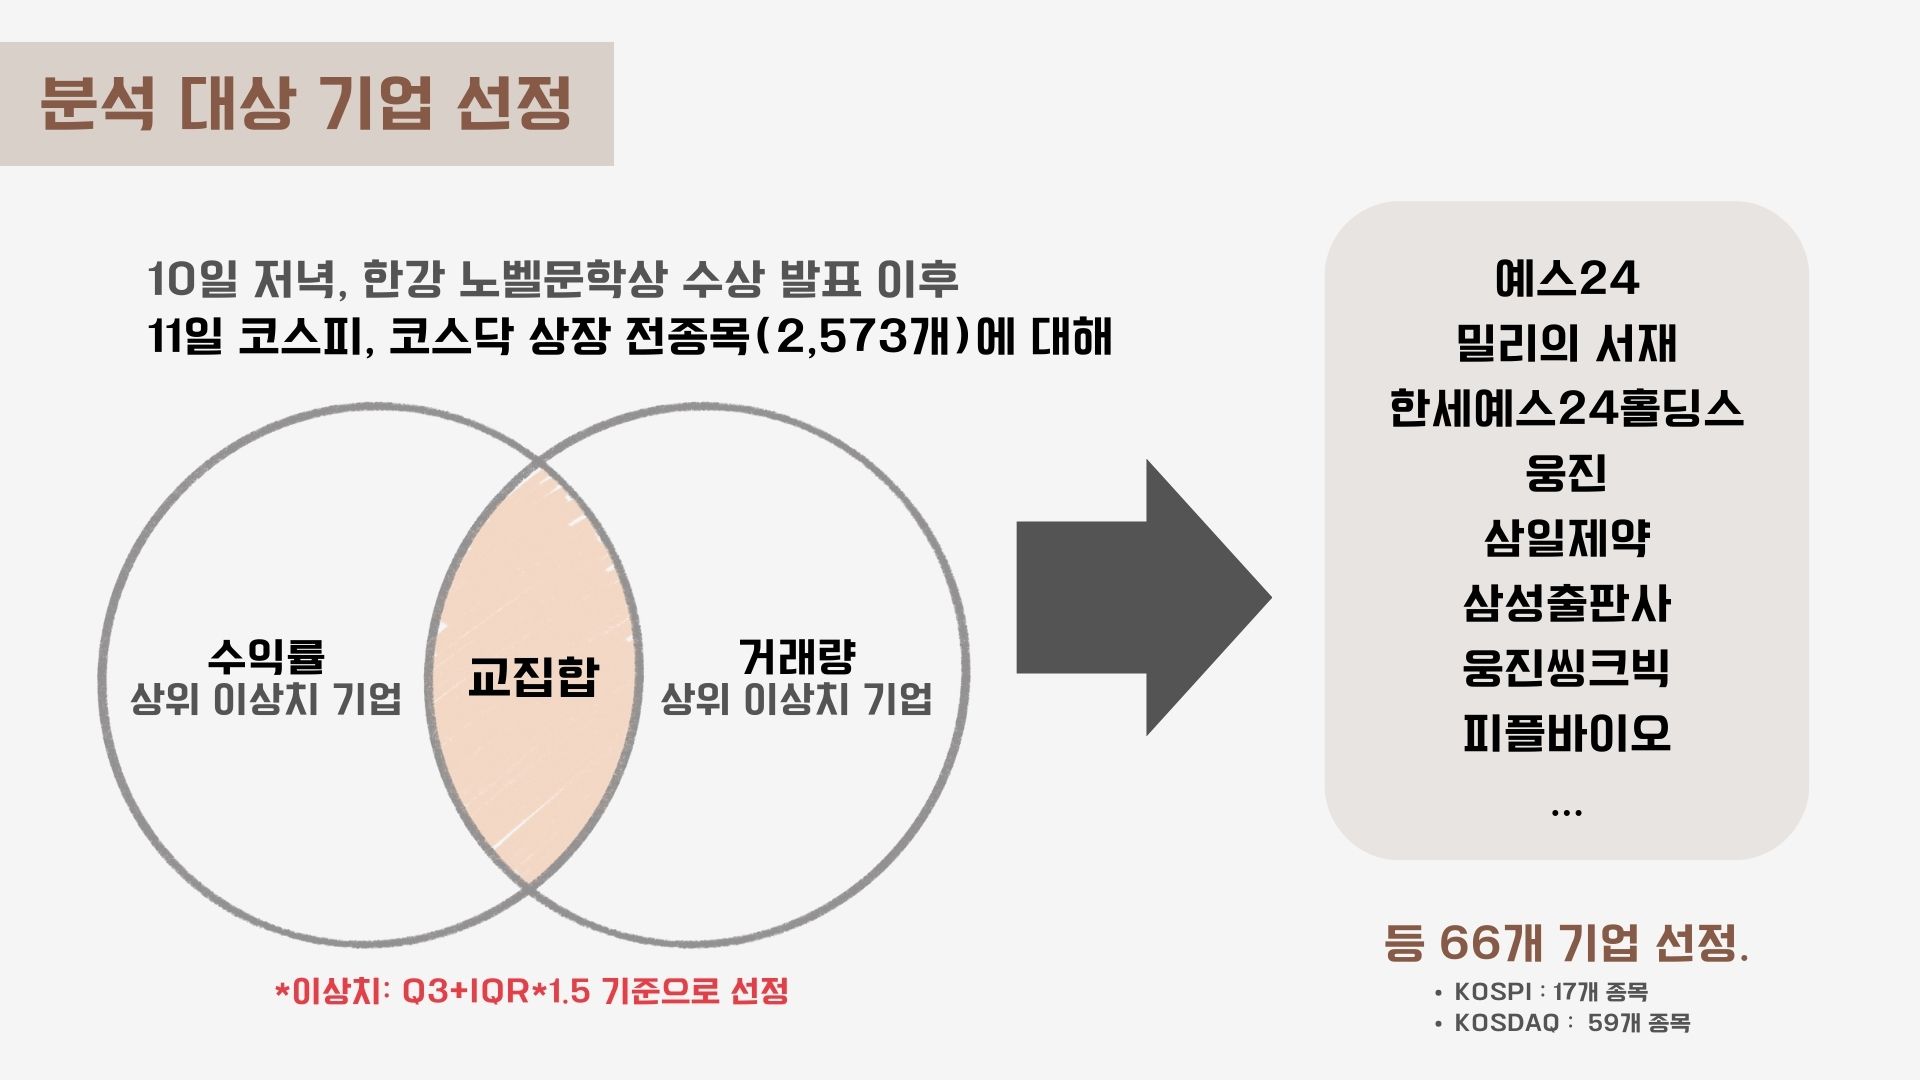 분석 대상 기업 선정
10일 저녁, 한강 노벨문학상 수상 발표 이후
11일 코스피, 코스닥 상장 전종목(2,573개)에 대해
수익률
상위 이상치 기업
교집합
거래량
상위 이상치 기업
*이상치: Q3+IQR*1.5 기준으로 선정
예스24
밀리의 서재
한세예스24홀딩스
웅진
삼일제약
삼성출판사
웅진씽크빅
피플바이오
...
등 66개 기업 선정.
• KOSPI : 17개 종목
• KOSDAQ : 59개 종목